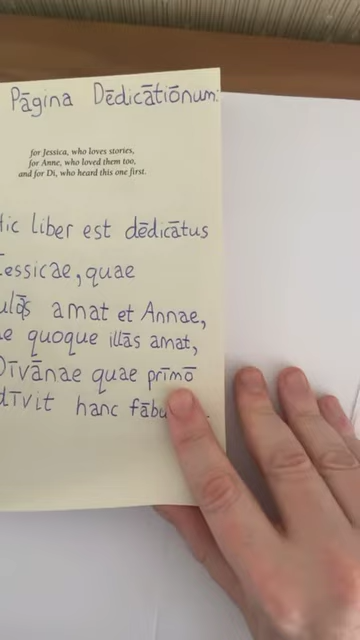 Pāgina Dēdicātiōnum:
for Jessica, who loves stories,
for Anne, who loved them too,
and for Di, who heard this one first.
liber est dēdicātus
quae
amat et Annae,
quoque illās amat,
quae prīmō
hanc